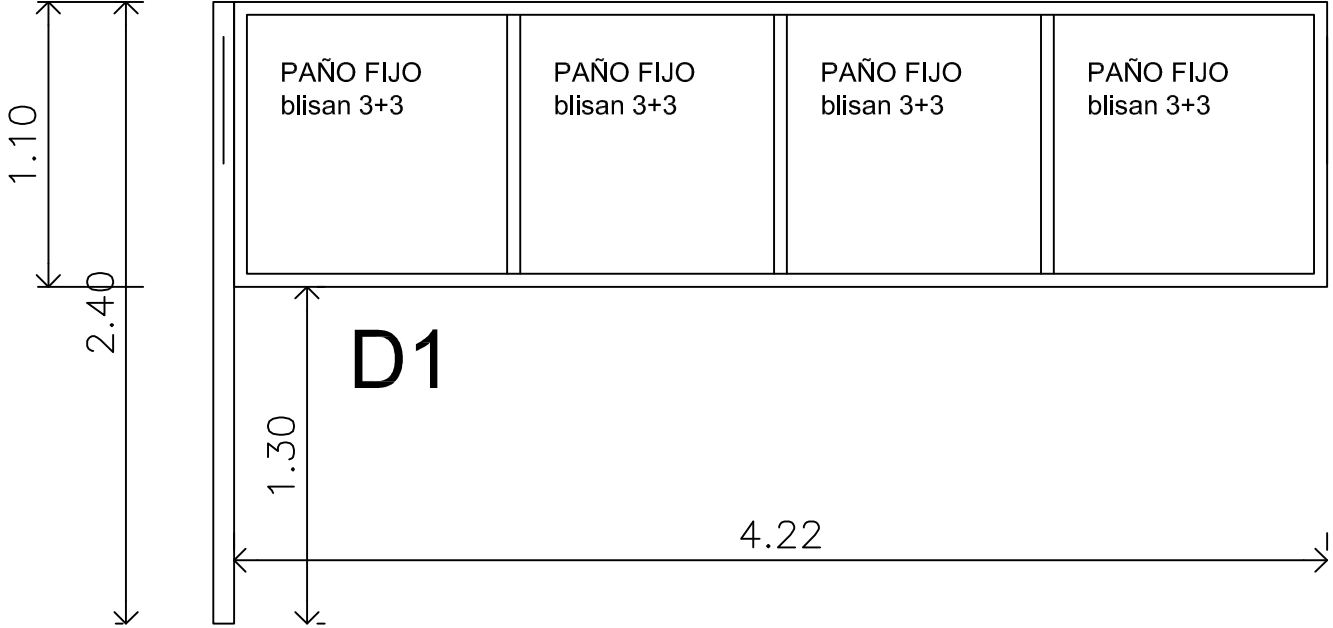 PAÑO FIJO
blisan 3+3
PAÑO FIJO
blisan 3+3
PAÑO FIJO
blisan 3+3
PAÑO FIJO
blisan 3+3
1.10
2.40
D1
1.30
4.22